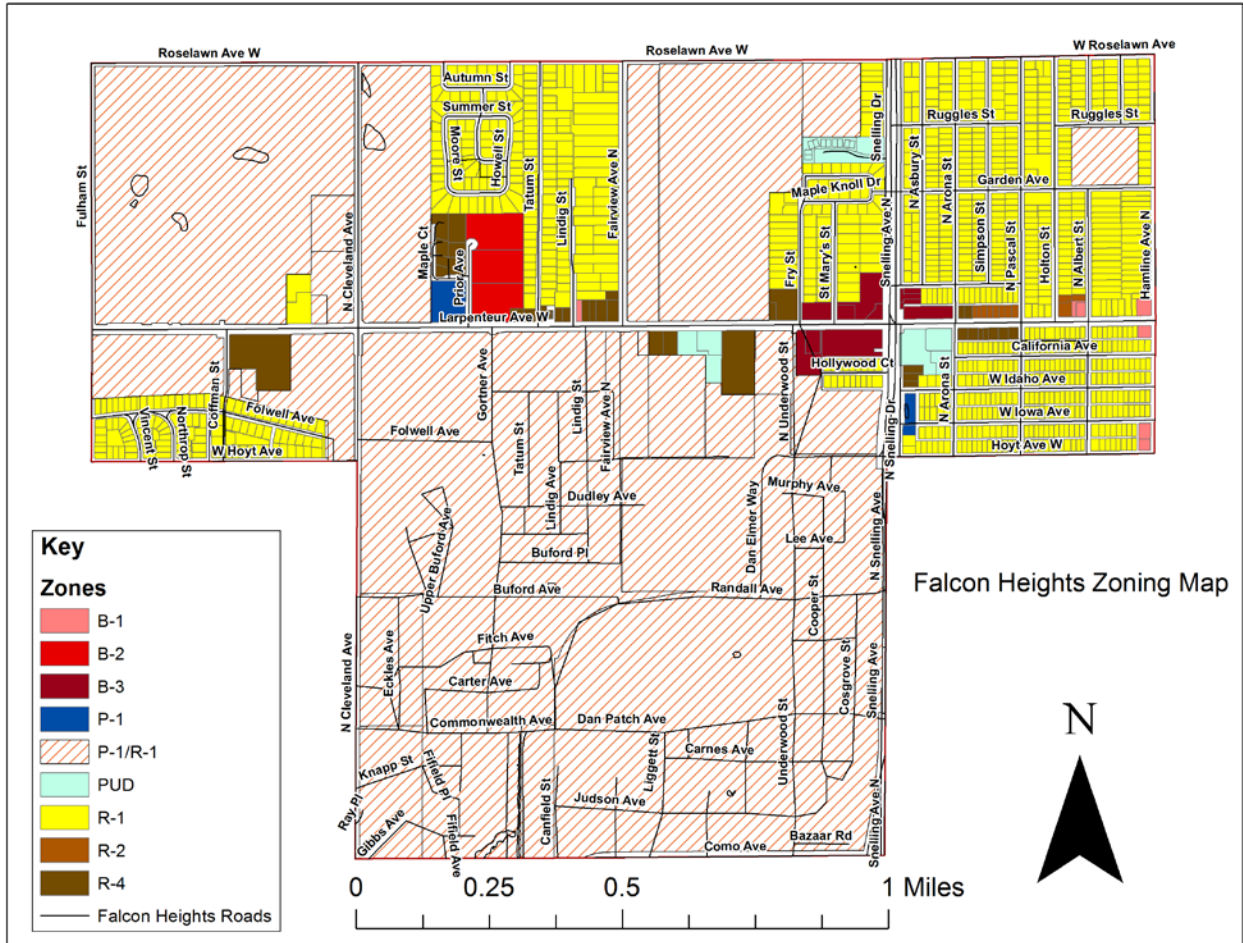 Roselawn Ave W
Roselawn Ave W
W Roselawn Ave
Autumn St
Summer St
Moore St
Howell St
Tatum St
Lindig St
Fairview Ave N
Snelling Dr
Ruggles St
Ruggles St
N Asbury St
N Arona St
Garden Ave
Maple Knoll Dr
Fulham St
N Cleveland Ave
Maple Ct
Prior Ave
Fry St
St Mary's St
Snelling Ave N
Simpson St
N Pascal St
Holton St
N Albert St
Hamline Ave N
Larpenteur Ave W
California Ave
Hollywood Ct
W Idaho Ave
W Iowa Ave
Hoyt Ave W
N Arona St
N Snelling Dr
N Underwood St
Coffman St
Folwell Ave
Vincent St
Northrop St
W Hoyt Ave
Gortner Ave
Folwell Ave
Tatum St
Lindig St
Fairview Ave N
Lindig Ave
Dudley Ave
Murphy Ave
Dan Elmer Way
Lee Ave
N Snelling Ave
Upper Buford Ave
Buford Pl
Buford Ave
Randall Ave
Cooper St
Falcon Heights Zoning Map
N Cleveland Ave
Eckles Ave
Fitch Ave
Carter Ave
Commonwealth Ave
Dan Patch Ave
Cosgrove St
Snelling Ave
Underwood St
Carnes Ave
Liggett St
Knapp St
Fifield Pl
Ray Pl
Gibbs Ave
Fifield Ave
Canfield St
Judson Ave
Bazaar Rd
Como Ave
Snelling Ave N
Key
Zones
B-1
B-2
B-3
P-1
P-1/R-1
PUD
R-1
R-2
R-4
Falcon Heights Roads
N
0 0.25 0.5 1 Miles